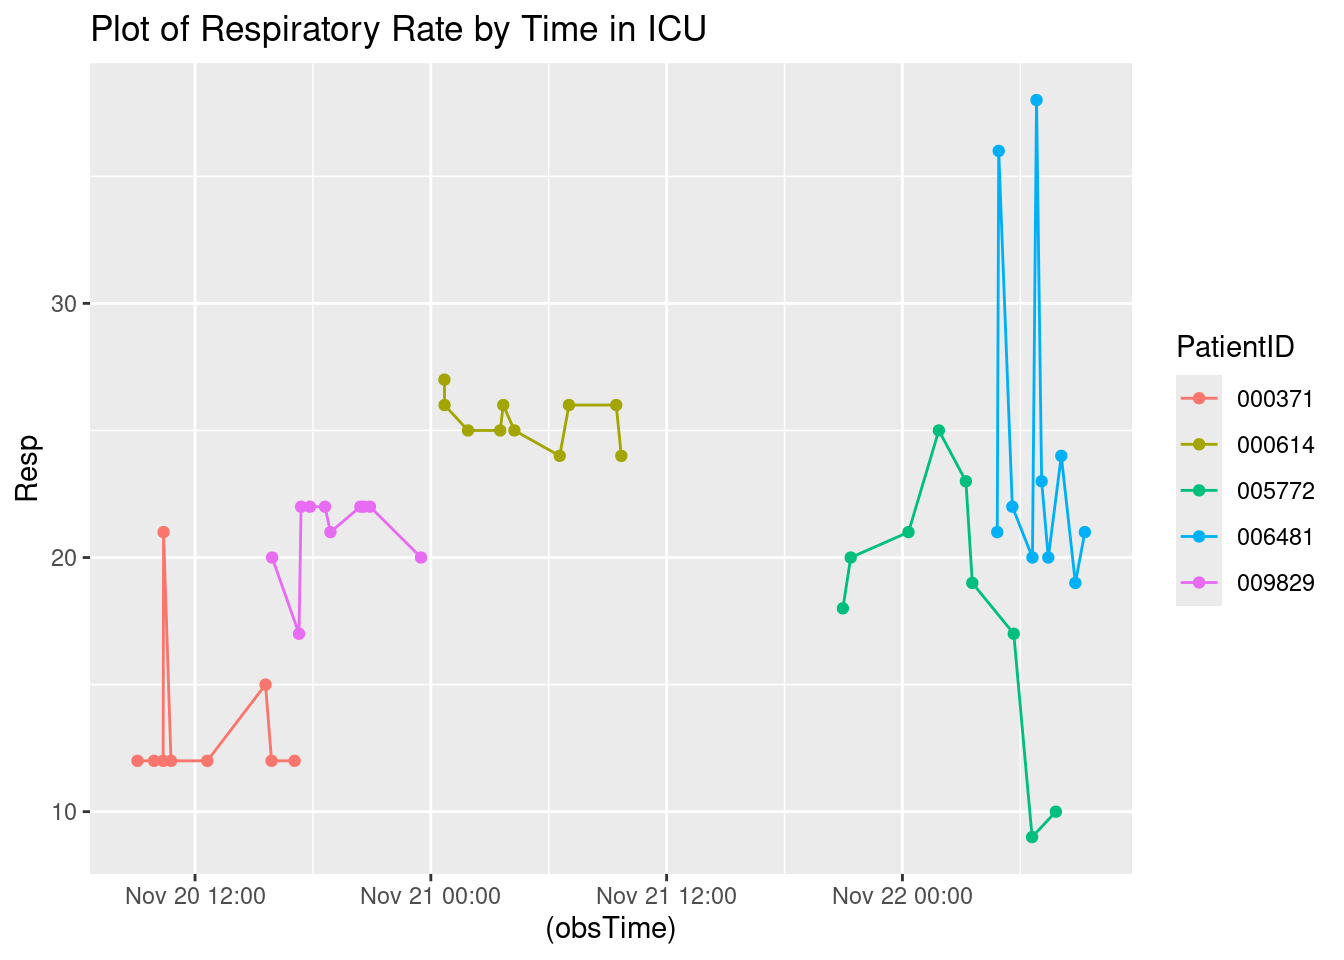 Plot of Respiratory Rate by Time in ICU
Resp
30
20
10
Nov 20 12:00
Nov 21 00:00
Nov 21 12:00
Nov 22 00:00
(obsTime)
PatientID
000371
000614
005772
006481
009829